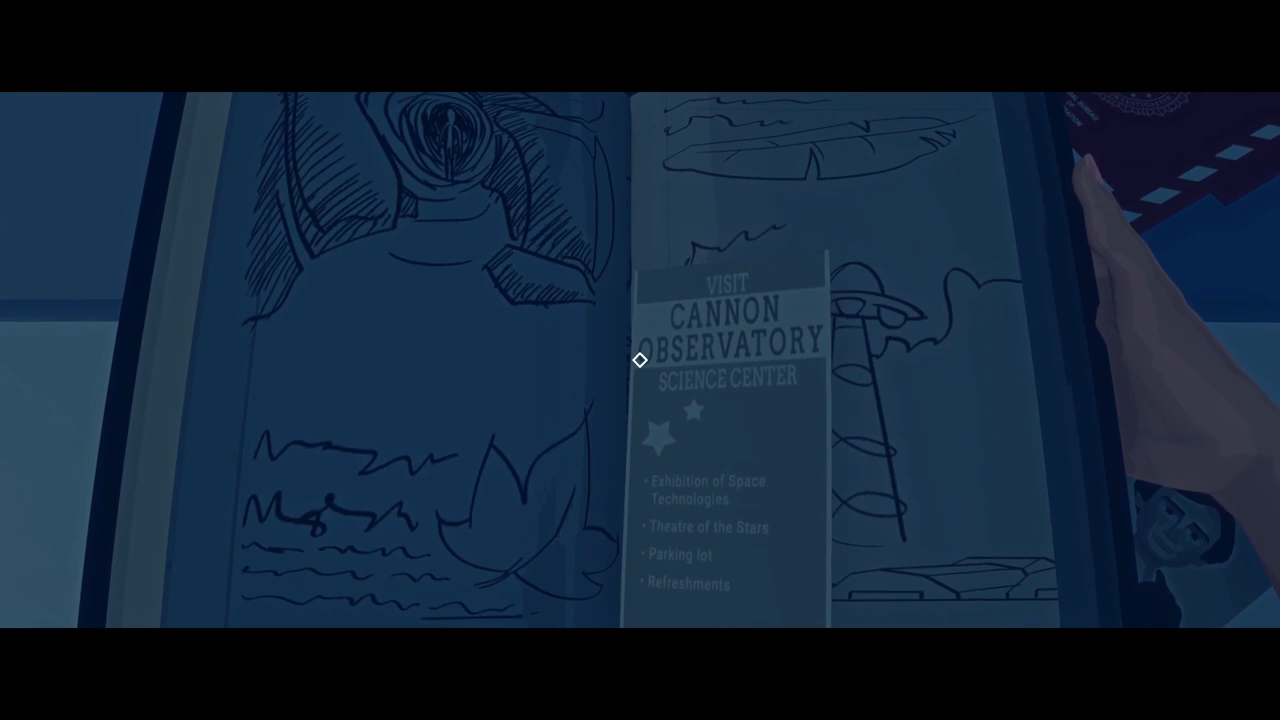 VISIT
CANNON
OBSERVATORY
SCIENCE CENTER
• Exhibition of Space
Technologies
• Theatre of the Stars
• Parking lot
• Refreshments